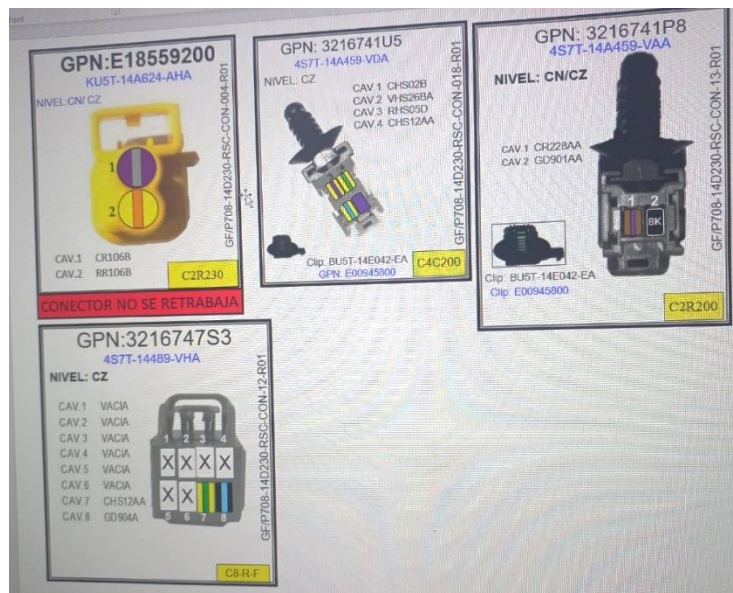 GPN:E18559200
KU5T-14A624-AHA
NIVEL:CN/ CZ
1
2
CAV.1 CR106B
CAV.2 RR106B
C2R230
GF/P708-14D230-RSC-CON-004-R01
CONECTOR NO SE RETRABAJA
GPN: 3216741U5
4S7T-14A459-VDA
NIVEL: CZ
CAV.1 CHS02B
CAV.2 VHS26BA
CAV.3 RHS05D
CAV.4 CHS12AA
Clip: BU5T-14E042-EA
GPN: E00945800
C4C200
GF/P708-14D230-RSC-CON-018-R01
GPN: 3216741P8
4S7T-14A459-VAA
NIVEL: CN/CZ
CAV.1 CR228AA
CAV.2 GD901AA
1 2
BK
Clip: BU5T-14E042-EA
Clip: E00945800
C2R200
GF/P708-14D230-RSC-CON-13-R01
GPN:3216747S3
4S7T-14489-VHA
NIVEL: CZ
CAV.1 VACIA
CAV.2 VACIA
CAV.3 VACIA
CAV.4 VACIA
CAV.5 VACIA
CAV.6 VACIA
CAV.7 CHS12AA
CAV.8 GD904A
1 2 3 4
X X X X
X X
5 6 7 8
C8-R-F
GF/P708-14D230-RSC-CON-12-R01